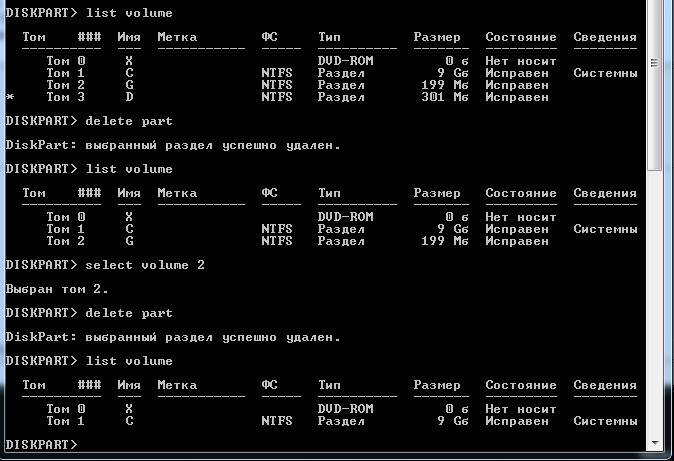 DISKPART> list volume
Том ### Имя Метка ФС Тип Размер Состояние Сведения
---------- --- ----------- ----- ---------- ------- --------- --------
Том 0 X DVD-ROM 0 б Нет носит
Том 1 C NTFS Раздел 9 Gб Исправен Системны
Том 2 G NTFS Раздел 199 Mб Исправен
* Том 3 D NTFS Раздел 301 Mб Исправен
DISKPART> delete part
DiskPart: выбранный раздел успешно удален.
DISKPART> list volume
Том ### Имя Метка ФС Тип Размер Состояние Сведения
---------- --- ----------- ----- ---------- ------- --------- --------
Том 0 X DVD-ROM 0 б Нет носит
Том 1 C NTFS Раздел 9 Gб Исправен Системны
Том 2 G NTFS Раздел 199 Mб Исправен
DISKPART> select volume 2
Выбран том 2.
DISKPART> delete part
DiskPart: выбранный раздел успешно удален.
DISKPART> list volume
Том ### Имя Метка ФС Тип Размер Состояние Сведения
---------- --- ----------- ----- ---------- ------- --------- --------
Том 0 X DVD-ROM 0 б Нет носит
Том 1 C NTFS Раздел 9 Gб Исправен Системны
DISKPART>